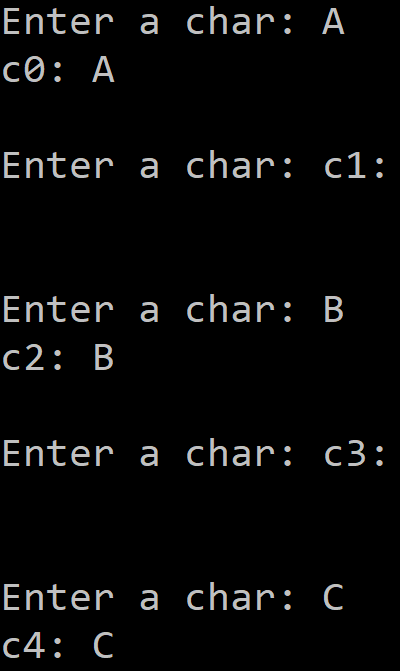 Enter a char: A
c0: A
Enter a char: c1:
Enter a char: B
c2: B
Enter a char: c3:
Enter a char: C
c4: C